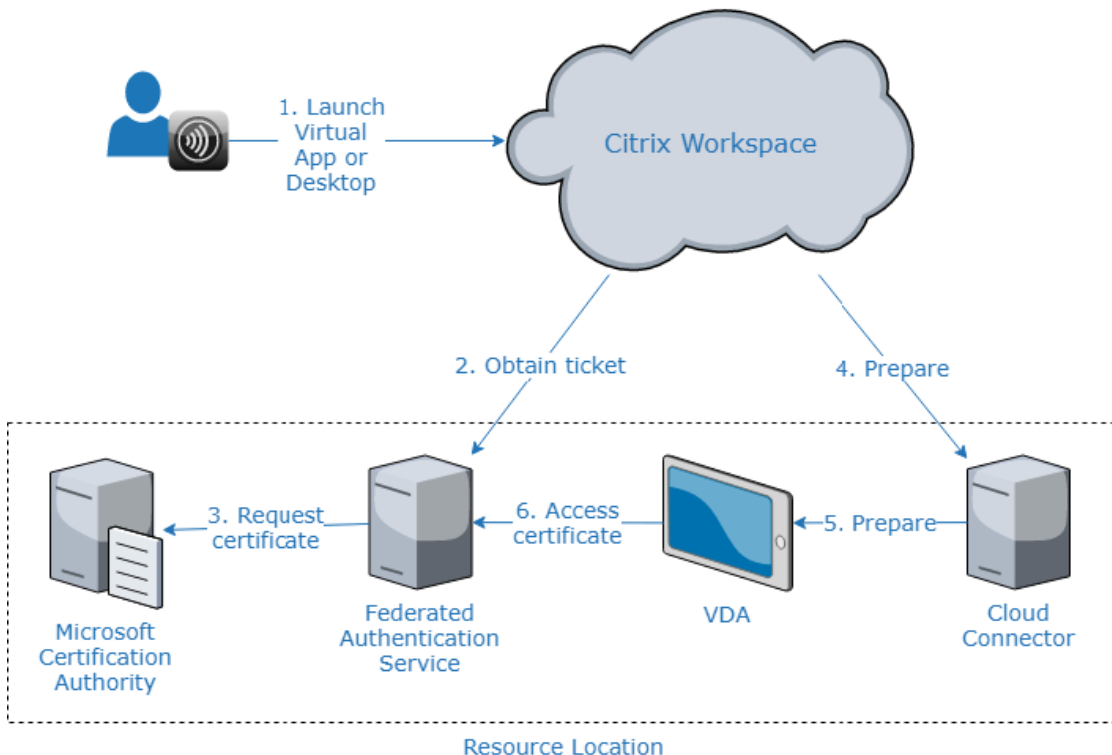 1. Launch
Virtual
App or
Desktop
Citrix Workspace
2. Obtain ticket
4. Prepare
3. Request
certificate
6. Access
certificate
5. Prepare
Microsoft
Certification
Authority
Federated
Authentication
Service
VDA
Cloud
Connector
Resource Location